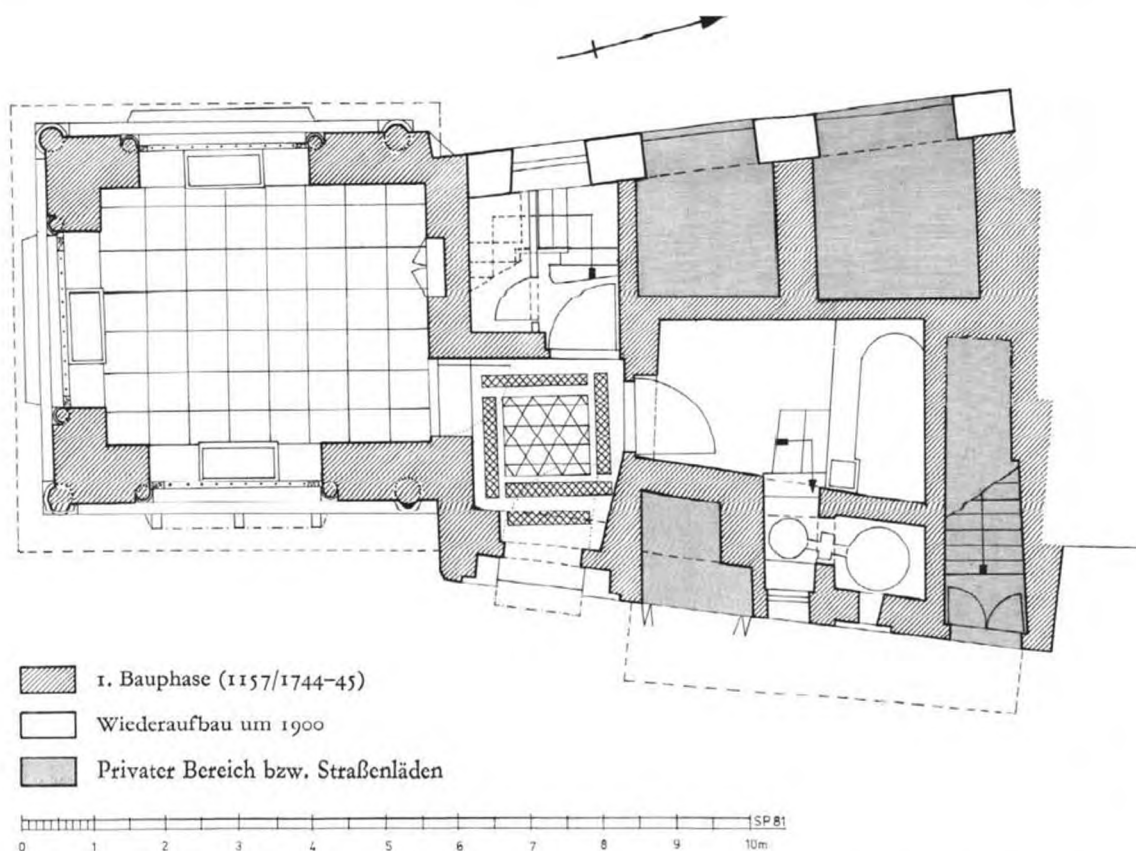 1. Bauphase (1157/1744–45)
Wiederaufbau um 1900
Privater Bereich bzw. Straßenläden
SP 81
0 1 2 3 4 5 6 7 8 9 10m